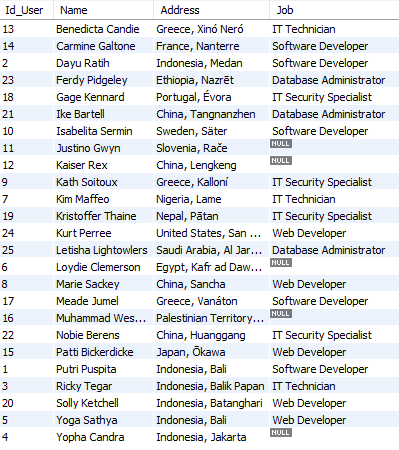 Id_User Name Address Job
13 Benedicta Candie Greece, Xinó Neró IT Technician
14 Carmine Galtone France, Nanterre Software Developer
2 Dayu Ratih Indonesia, Medan Software Developer
23 Ferdy Pidgeley Ethiopia, Nazrēt Database Administrator
18 Gage Kennard Portugal, Évora IT Security Specialist
21 Ike Bartell China, Tangnanzhen Database Administrator
10 Isabelita Sermin Sweden, Säter Software Developer
11 Justino Gwyn Slovenia, Rače NULL
12 Kaiser Rex China, Lengkeng NULL
9 Kath Soitoux Greece, Kalloní IT Security Specialist
7 Kim Maffeo Nigeria, Lame IT Technician
19 Kristoffer Thaine Nepal, Pātan IT Security Specialist
24 Kurt Perree United States, San ... Web Developer
25 Letisha Lightowlers Saudi Arabia, Al Jar... Database Administrator
6 Loydie Clemerson Egypt, Kafr ad Daw... NULL
8 Marie Sackey China, Sancha Web Developer
17 Meade Jumel Greece, Vanáton Software Developer
16 Muhammad Wes... Palestinian Territory... NULL
22 Nobie Berens China, Huanggang IT Security Specialist
15 Patti Bickerdicke Japan, Ōkawa Web Developer
1 Putri Puspita Indonesia, Bali Software Developer
3 Ricky Tegar Indonesia, Balik Papan IT Technician
20 Solly Ketchell Indonesia, Batanghari Web Developer
5 Yoga Sathya Indonesia, Bali Web Developer
4 Yopha Candra Indonesia, Jakarta NULL